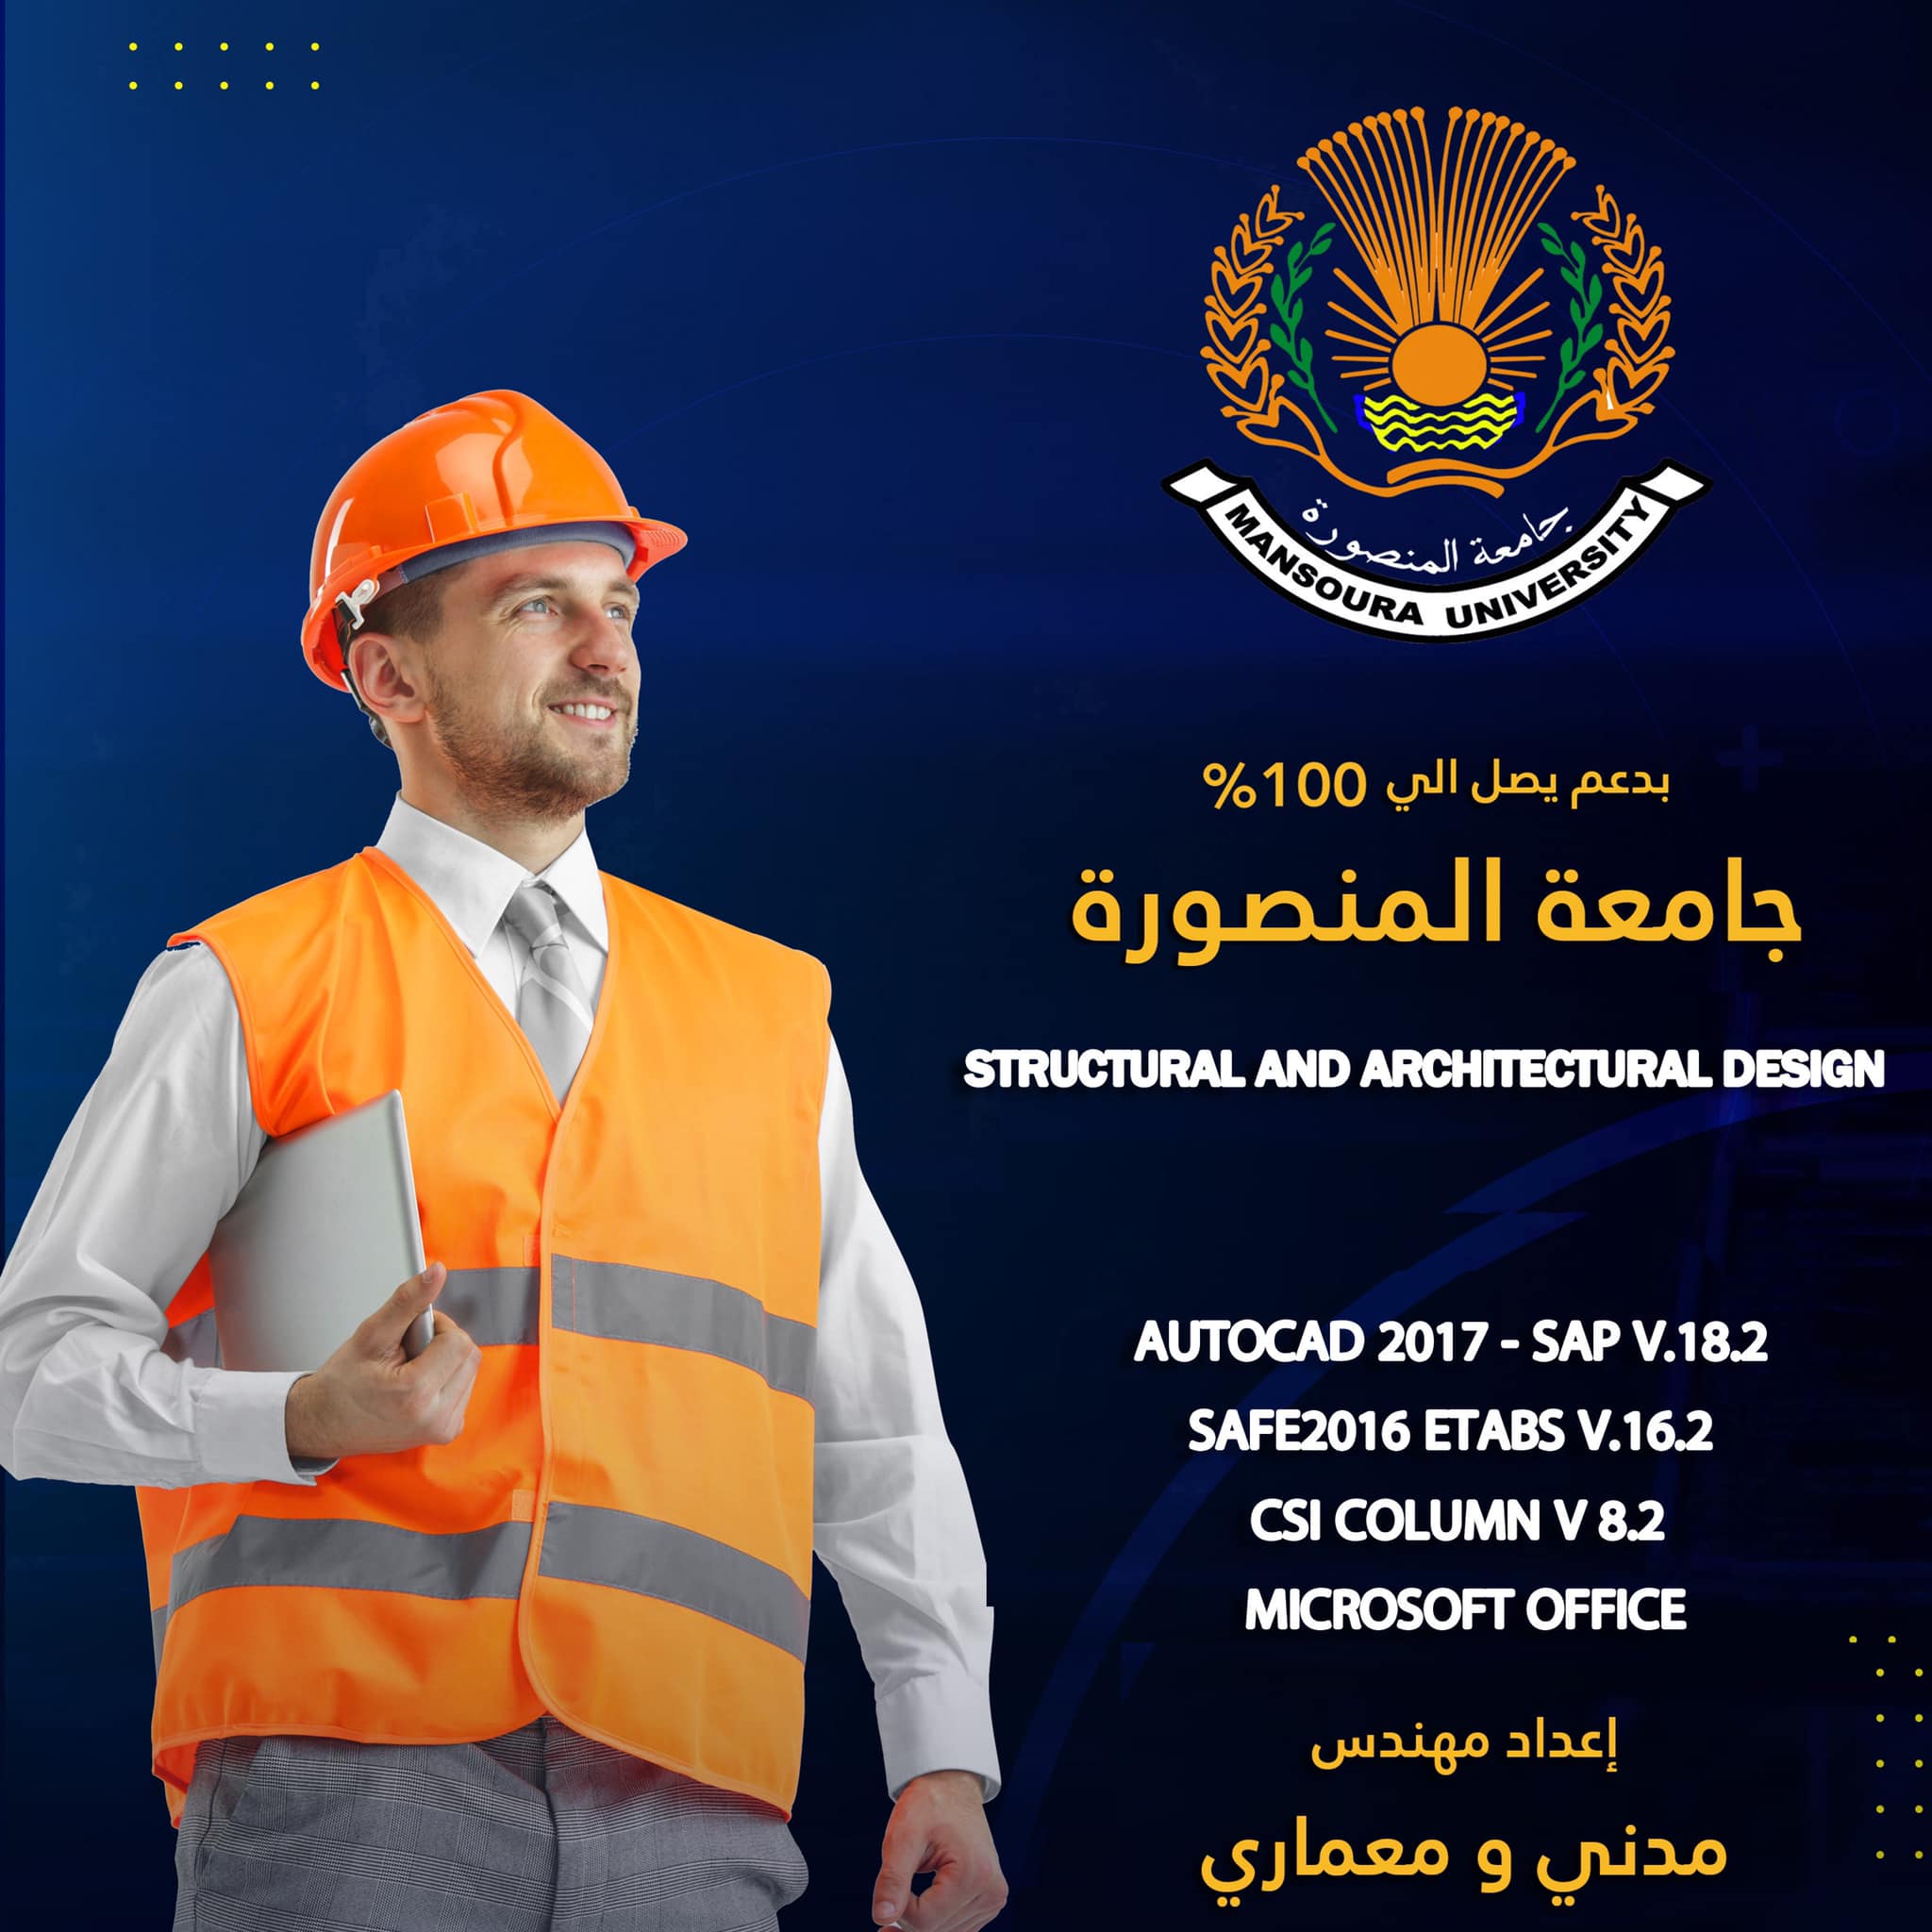 جامعة المنصورة
MANSOURA UNIVERSITY
بدعم يصل الي 100%
جامعة المنصورة
STRUCTURAL AND ARCHITECTURAL DESIGN
AUTOCAD 2017 - SAP V.18.2
SAFE2016 ETABS V.16.2
CSI COLUMN V 8.2
MICROSOFT OFFICE
إعداد مهندس
مدني و معماري